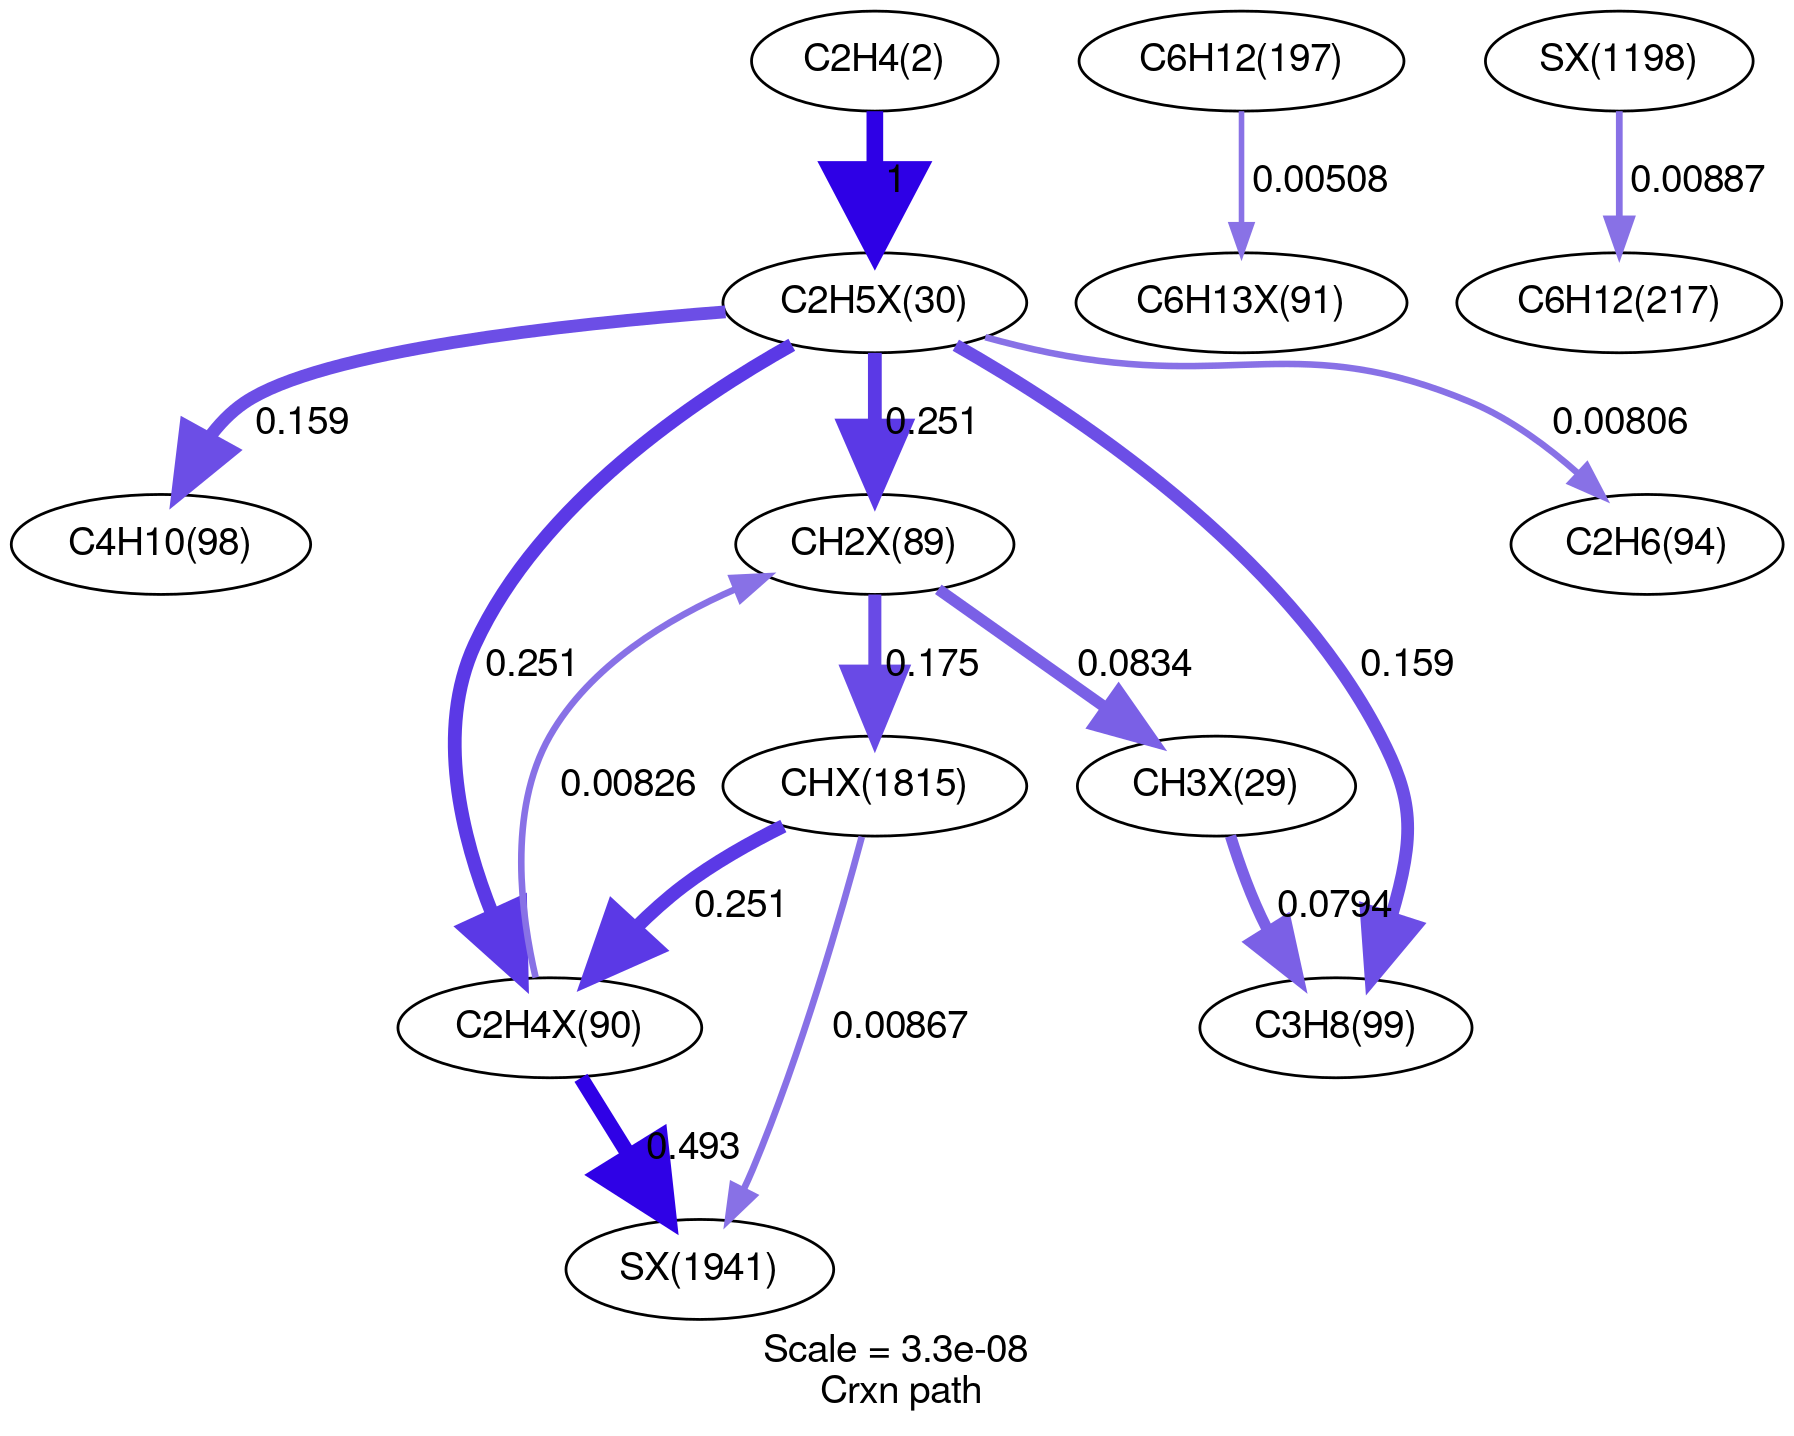 C2H4(2)
C6H12(197)
SX(1198)
1
0.00508
0.00887
C2H5X(30)
C6H13X(91)
C6H12(217)
0.159
0.251
0.00806
C4H10(98)
CH2X(89)
C2H6(94)
0.251
0.175
0.0834
0.159
0.00826
CHX(1815)
CH3X(29)
0.251
0.0794
C2H4X(90)
0.00867
C3H8(99)
0.493
SX(1941)
Scale = 3.3e-08
Crxn path